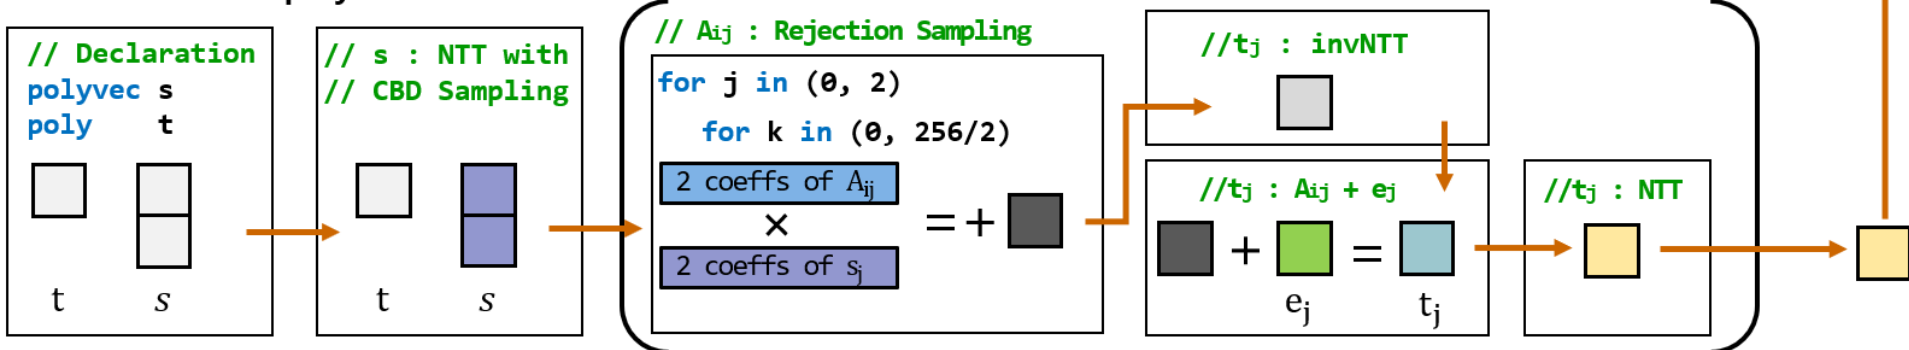 // Declaration
polyvec s
poly t
t s
// s : NTT with
// CBD Sampling
t s
// Aij : Rejection Sampling
for j in (0, 2)
for k in (0, 256/2)
2 coeffs of Aij
×
2 coeffs of sj
= +
//tj : invNTT
//tj : Aij + ej
+ =
ej tj
//tj : NTT